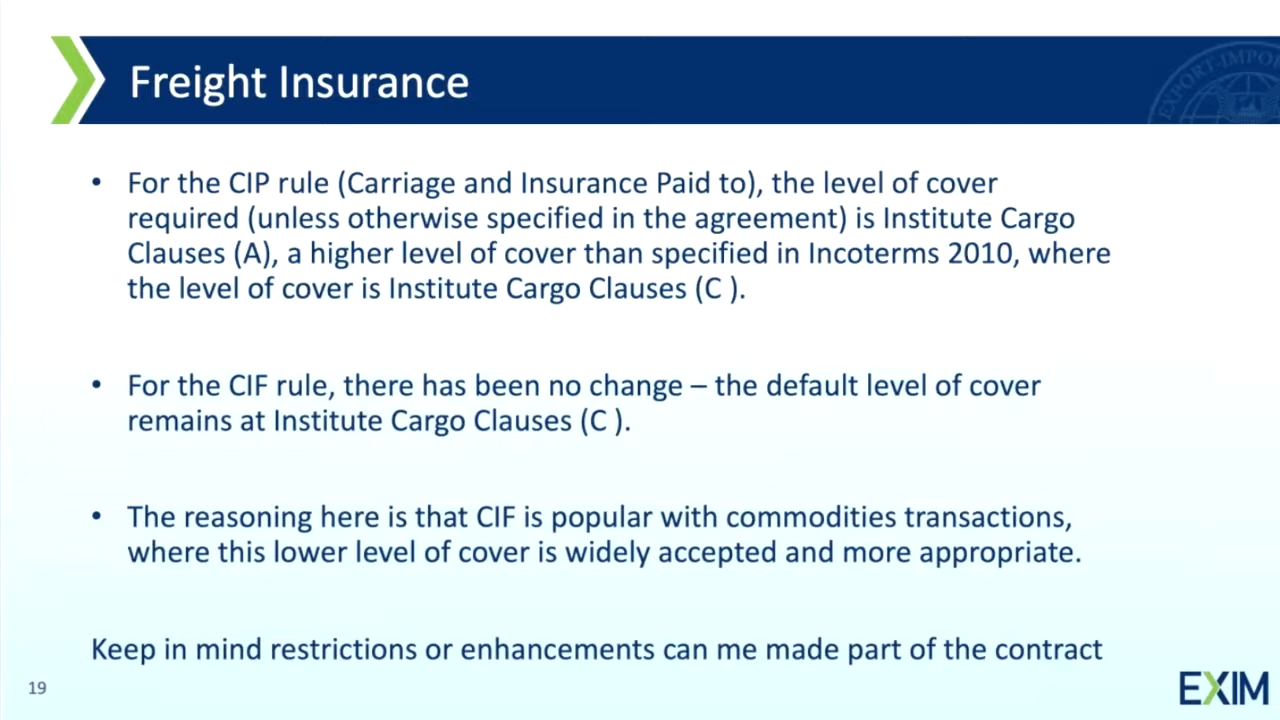 Freight Insurance
EXPORT-IMPO
• For the CIP rule (Carriage and Insurance Paid to), the level of cover
required (unless otherwise specified in the agreement) is Institute Cargo
Clauses (A), a higher level of cover than specified in Incoterms 2010, where
the level of cover is Institute Cargo Clauses (C ).
• For the CIF rule, there has been no change – the default level of cover
remains at Institute Cargo Clauses (C ).
• The reasoning here is that CIF is popular with commodities transactions,
where this lower level of cover is widely accepted and more appropriate.
Keep in mind restrictions or enhancements can me made part of the contract
19
EXIM